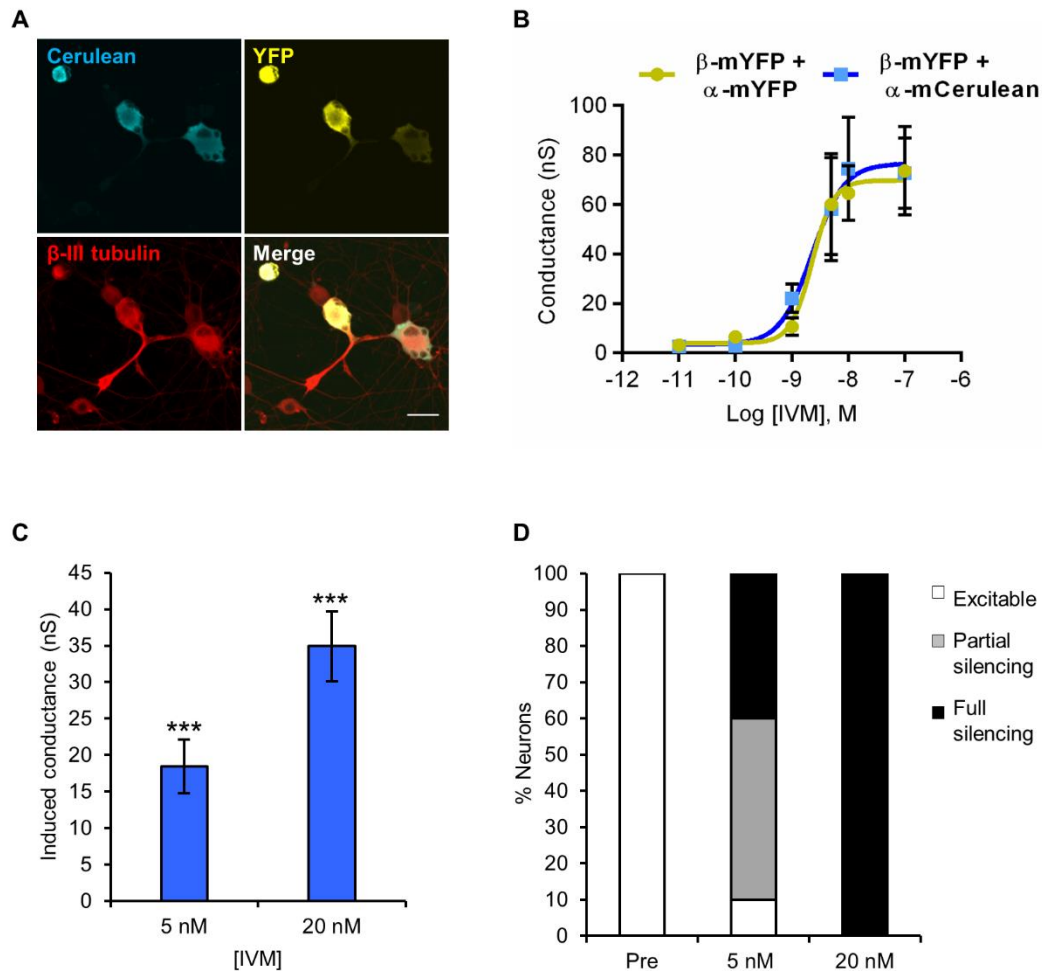 A
Cerulean
YFP
β-III tubulin
Merge
B
β-mYFP +
α-mYFP
β-mYFP +
α-mCerulean
Conductance (nS)
100
80
60
40
20
0
-12
-11
-10
-9
-8
-7
-6
Log [IVM], M
C
Induced conductance (nS)
45
40
35
30
25
20
15
10
5
0
***
***
5 nM
20 nM
[IVM]
D
% Neurons
100
90
80
70
60
50
40
30
20
10
0
Pre
5 nM
20 nM
Excitable
Partial
silencing
Full
silencing